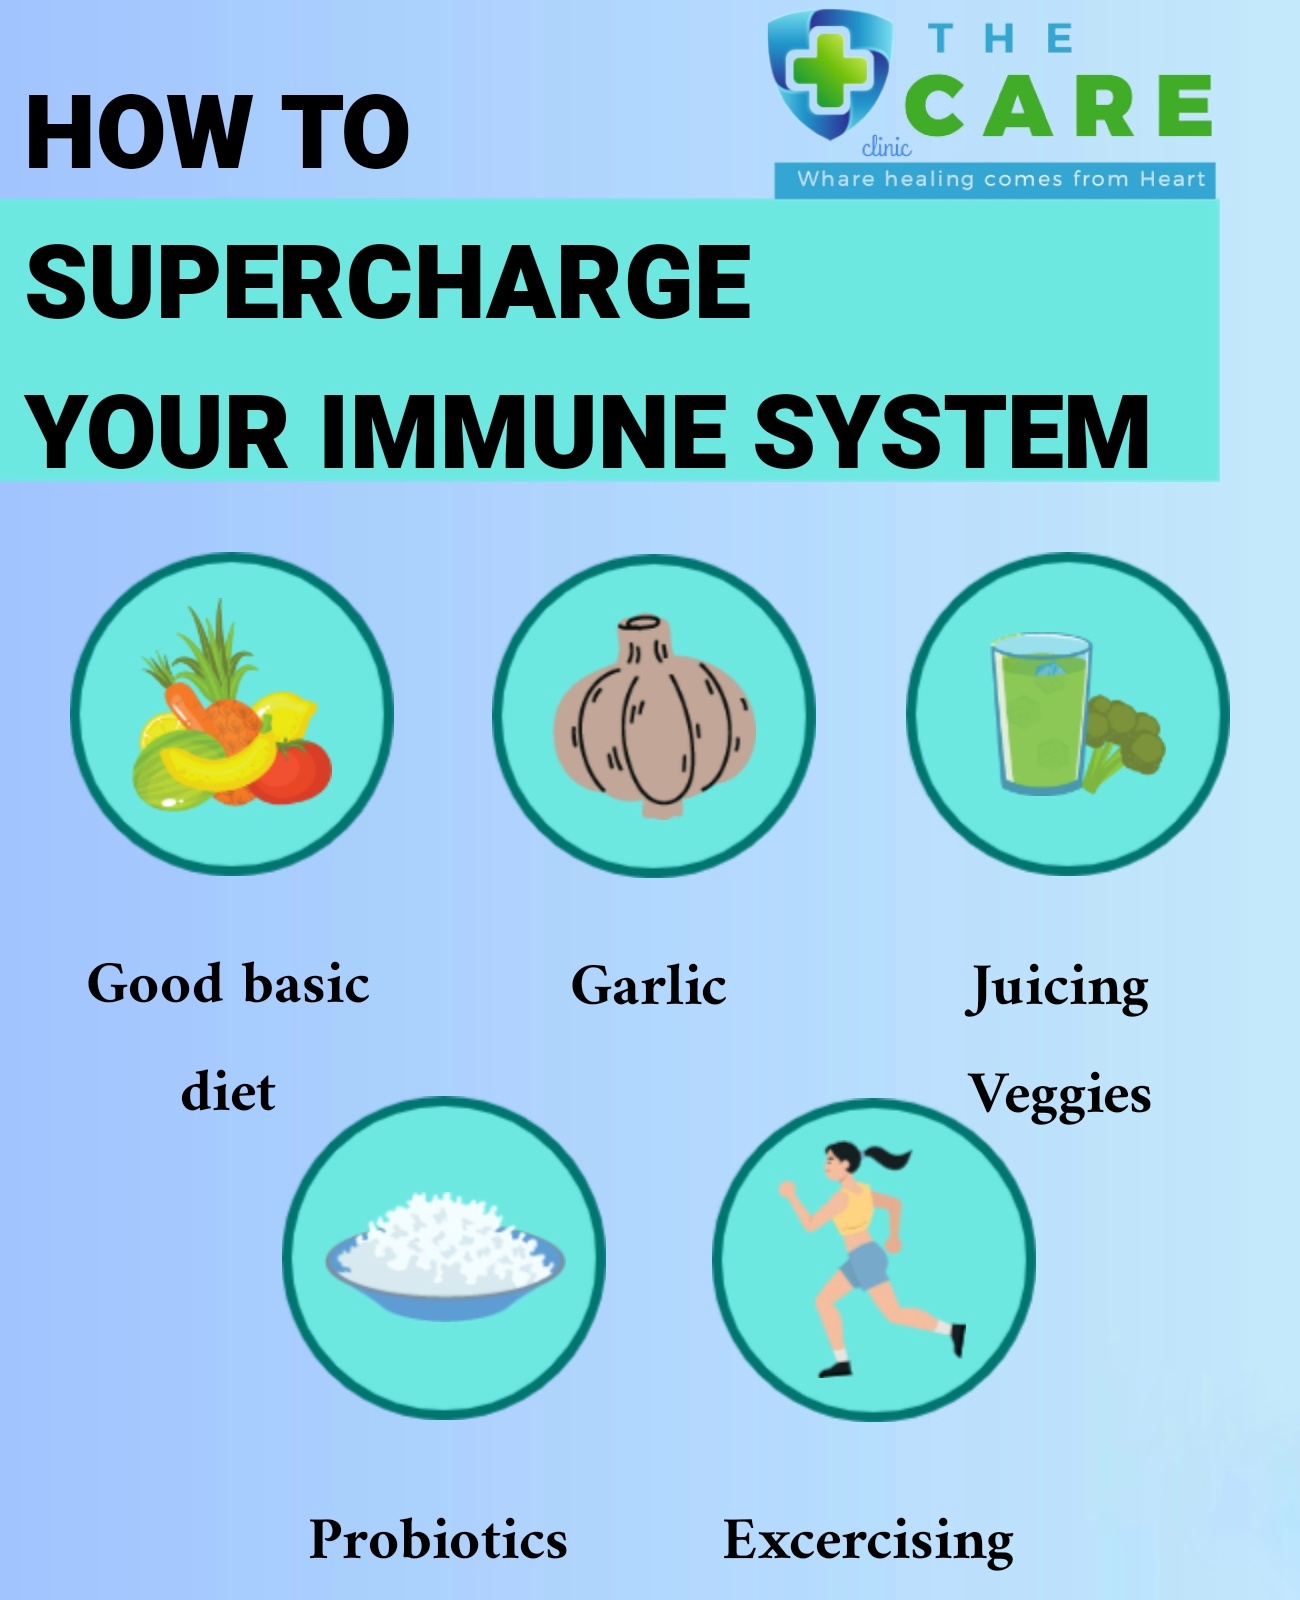 THE
CARE
clinic
Whare healing comes from Heart
HOW TO
SUPERCHARGE
YOUR IMMUNE SYSTEM
Good basic
diet
Garlic
Juicing
Veggies
Probiotics
Excercising